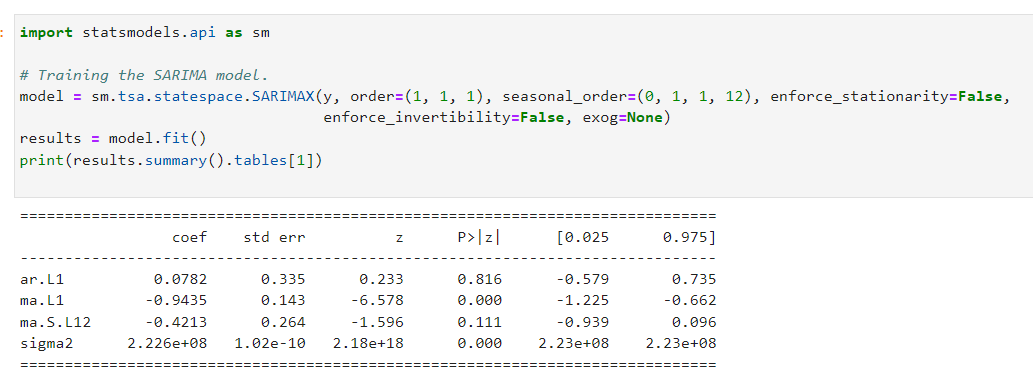 :
import statsmodels.api as sm
# Training the SARIMA model.
model = sm.tsa.statespace.SARIMAX(y, order=(1, 1, 1), seasonal_order=(0, 1, 1, 12), enforce_stationarity=False,
enforce_invertibility=False, exog=None)
results = model.fit()
print(results.summary().tables[1])
==============================================================================
coef std err z P>|z| [0.025 0.975]
------------------------------------------------------------------------------
ar.L1 0.0782 0.335 0.233 0.816 -0.579 0.735
ma.L1 -0.9435 0.143 -6.578 0.000 -1.225 -0.662
ma.S.L12 -0.4213 0.264 -1.596 0.111 -0.939 0.096
sigma2 2.226e+08 1.02e-10 2.18e+18 0.000 2.23e+08 2.23e+08
==============================================================================